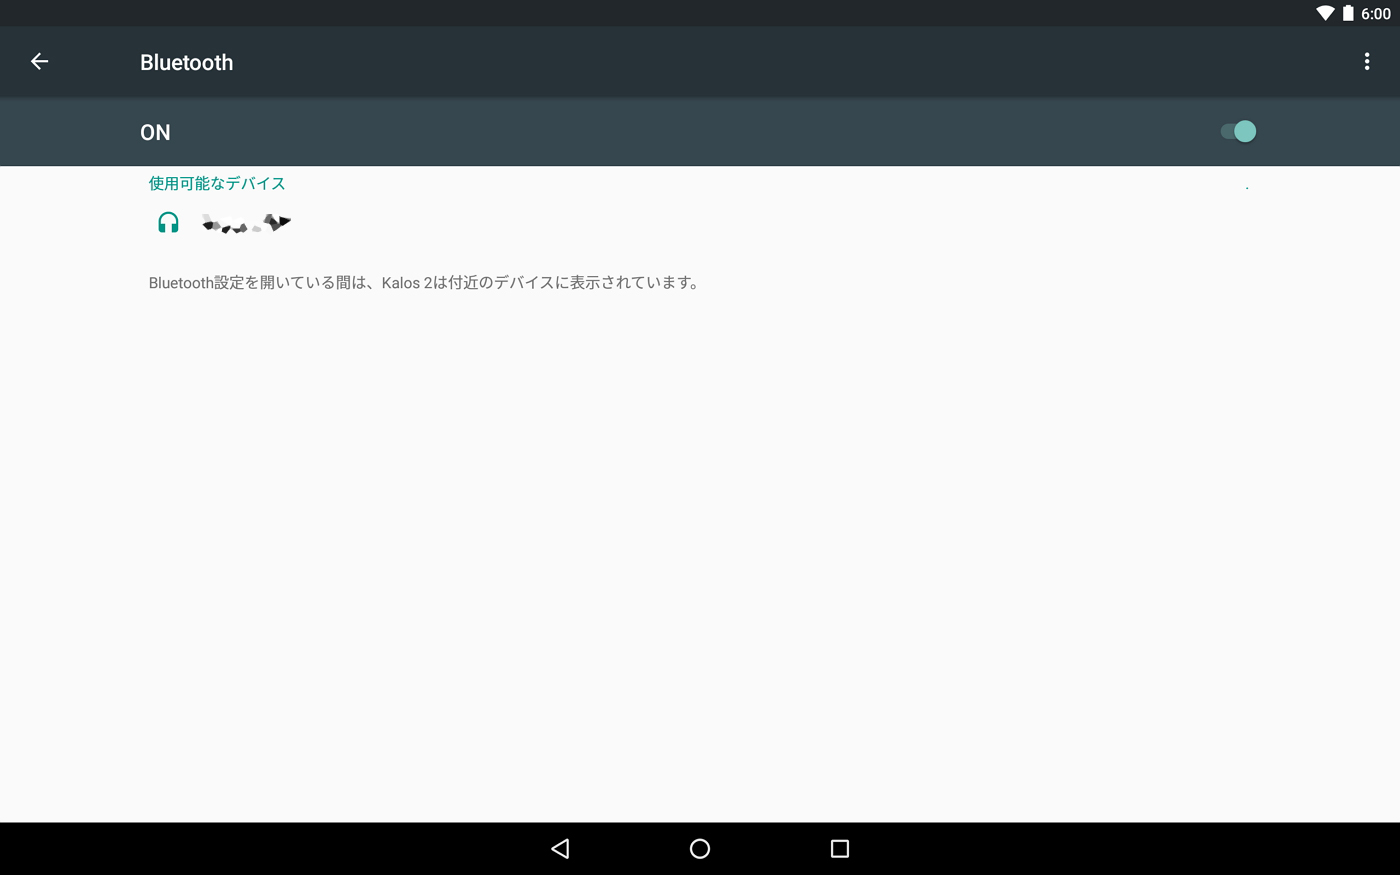 6:00
Bluetooth
ON
使用可能なデバイス
Bluetooth設定を開いている間は、Kalos 2は付近のデバイスに表示されています。